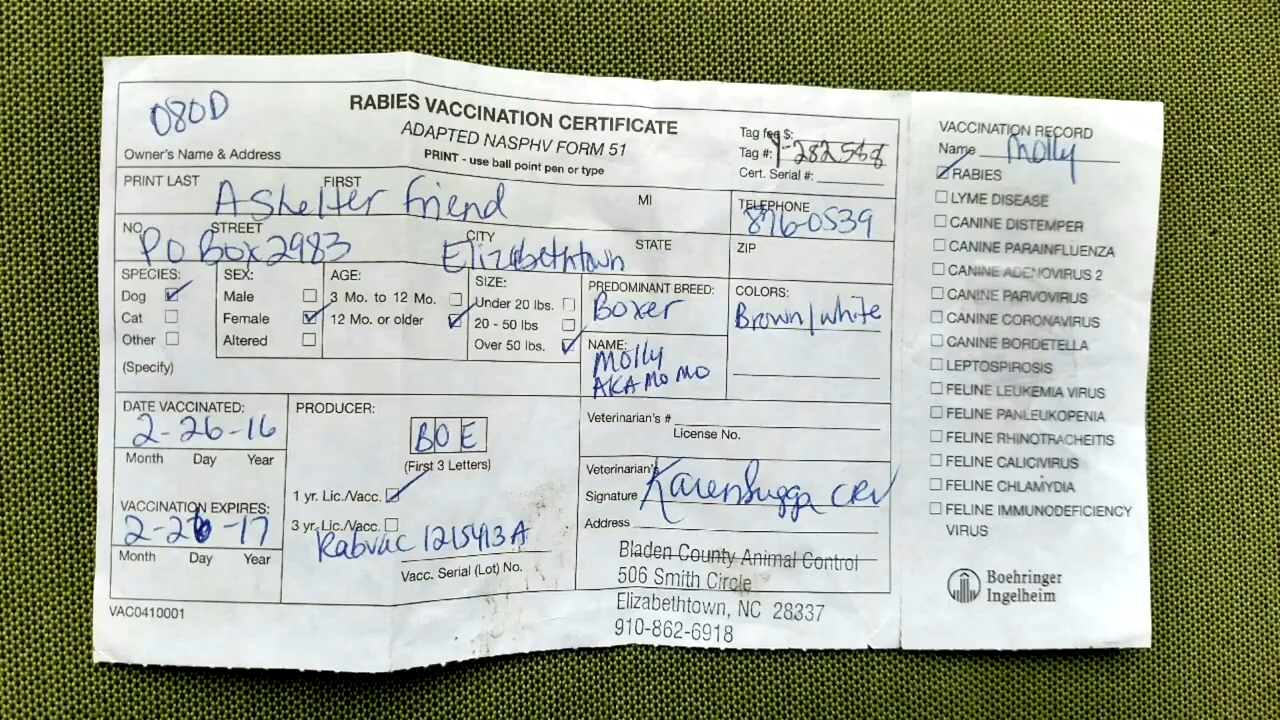 080D
RABIES VACCINATION CERTIFICATE
ADAPTED NASPHV FORM 51
PRINT - use ball point pen or type
Owner's Name & Address
Tag fee $:
Tag #:
Cert. Serial #:
PRINT LAST FIRST MI
A Shelter friend
TELEPHONE
876-0539
NO. STREET CITY STATE ZIP
PO Box 2983 Elizabethtown
SPECIES:
Dog
Cat
Other
(Specify)
SEX:
Male
Female
Altered
AGE:
3 Mo. to 12 Mo.
12 Mo. or older
SIZE:
Under 20 lbs.
20 - 50 lbs
Over 50 lbs.
PREDOMINANT BREED:
Boxer
NAME:
Molly
AKA MoMo
COLORS:
Brown/white
DATE VACCINATED:
2-26-16
Month Day Year
VACCINATION EXPIRES:
2-26-17
Month Day Year
PRODUCER:
BOE
(First 3 Letters)
1 yr. Lic./Vacc.
3 yr. Lic./Vacc.
Rabvac 1215413A
Vacc. Serial (Lot) No.
Veterinarian's #
License No.
Veterinarian's
Signature Karen
Address
Bladen County Animal Control
506 Smith Circle
Elizabethtown, NC 28337
910-862-6918
VAC0410001
VACCINATION RECORD
Name Molly
RABIES
LYME DISEASE
CANINE DISTEMPER
CANINE PARAINFLUENZA
CANINE ADENOVIRUS 2
CANINE PARVOVIRUS
CANINE CORONAVIRUS
CANINE BORDETELLA
LEPTOSPIROSIS
FELINE LEUKEMIA VIRUS
FELINE PANLEUKOPENIA
FELINE RHINOTRACHEITIS
FELINE CALICIVIRUS
FELINE CHLAMYDIA
FELINE IMMUNODEFICIENCY
VIRUS
Boehringer
Ingelheim